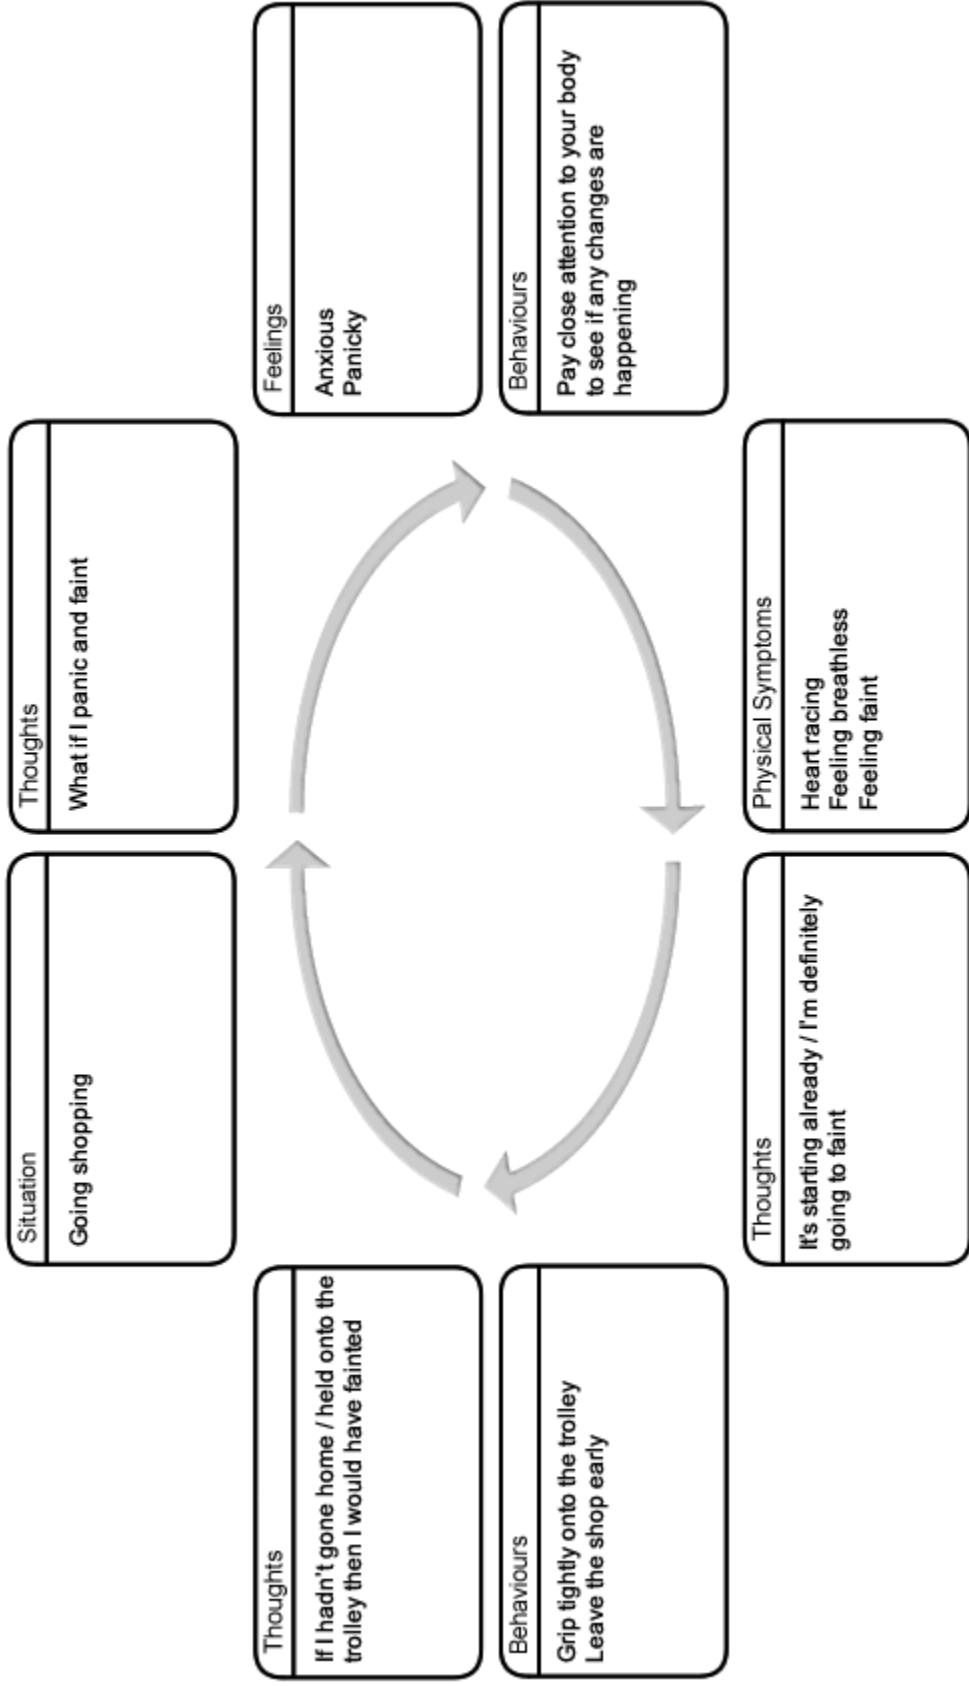 Situation
Going shopping
Thoughts
What if I panic and faint
Feelings
Anxious
Panicky
Behaviours
Pay close attention to your body
to see if any changes are
happening
Physical Symptoms
Heart racing
Feeling breathless
Feeling faint
Thoughts
It's starting already / I'm definitely
going to faint
Behaviours
Grip tightly onto the trolley
Leave the shop early
Thoughts
If I hadn't gone home / held onto the
trolley then I would have fainted